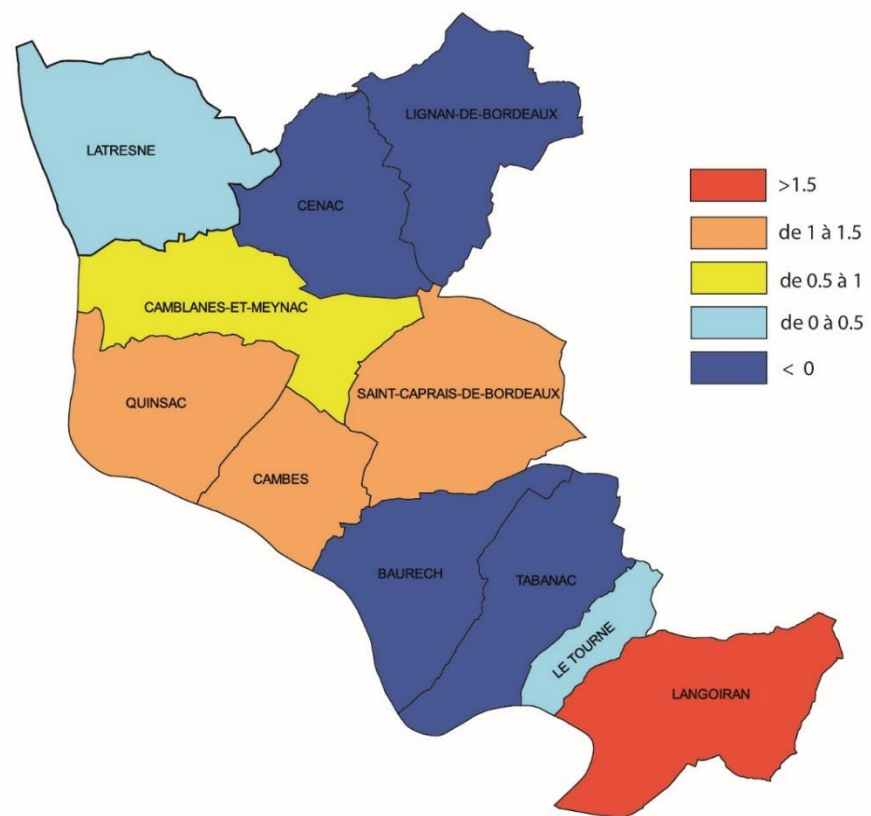 LIGNAN-DE-BORDEAUX
LATRESNE
CENAC
CAMBLANES-ET-MEYNAC
QUINSAC
SAINT-CAPRAIS-DE-BORDEAUX
CAMBES
BAURECH
TABANAC
LE TOURNE
LANGOIRAN
>1.5
de 1 à 1.5
de 0.5 à 1
de 0 à 0.5
< 0